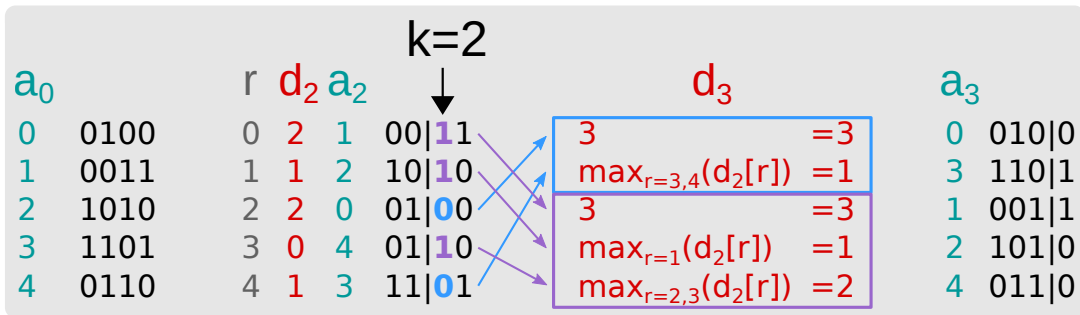 k=2
a₀ r d₂ a₂ d₃ a₃
0 0100 0 2 1 00|11 3 =3 0 010|0
1 0011 1 1 2 10|10 maxᵣ₌₃,₄(d₂[r]) =1 3 110|1
2 1010 2 2 0 01|00 3 =3 1 001|1
3 1101 3 0 4 01|10 maxᵣ₌₁(d₂[r]) =1 2 101|0
4 0110 4 1 3 11|01 maxᵣ₌₂,₃(d₂[r]) =2 4 011|0